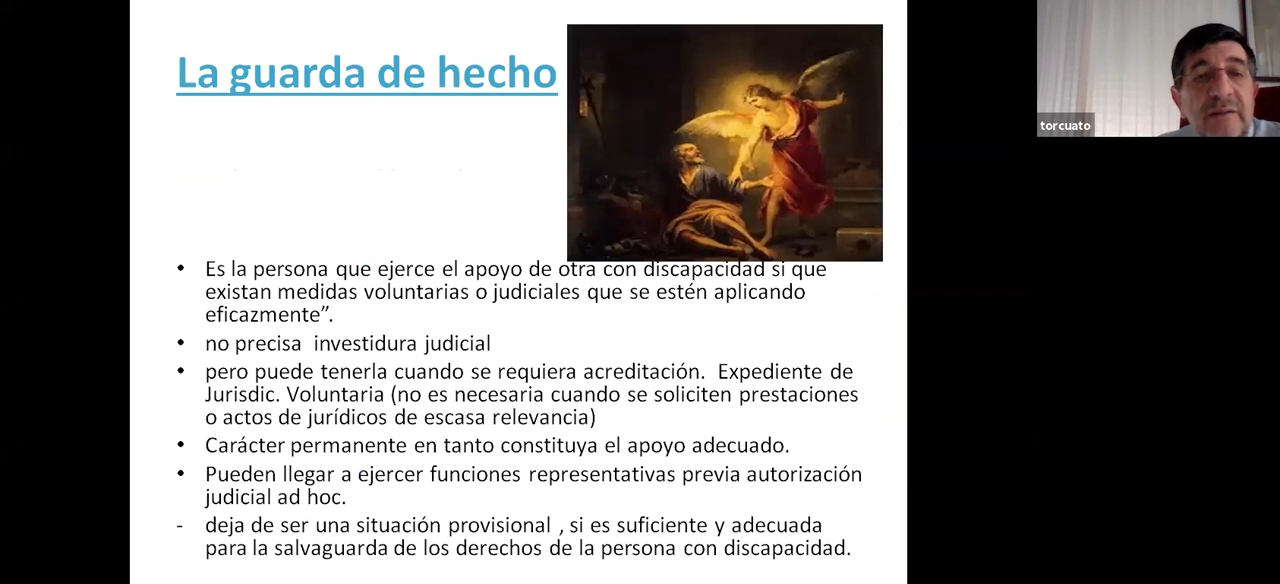 La guarda de hecho
torcuato
• Es la persona que ejerce el apoyo de otra con discapacidad si que
existan medidas voluntarias o judiciales que se estén aplicando
eficazmente”.
• no precisa investidura judicial
• pero puede tenerla cuando se requiera acreditación. Expediente de
Jurisdic. Voluntaria (no es necesaria cuando se soliciten prestaciones
o actos de jurídicos de escasa relevancia)
• Carácter permanente en tanto constituya el apoyo adecuado.
• Pueden llegar a ejercer funciones representativas previa autorización
judicial ad hoc.
- deja de ser una situación provisional , si es suficiente y adecuada
para la salvaguarda de los derechos de la persona con discapacidad.